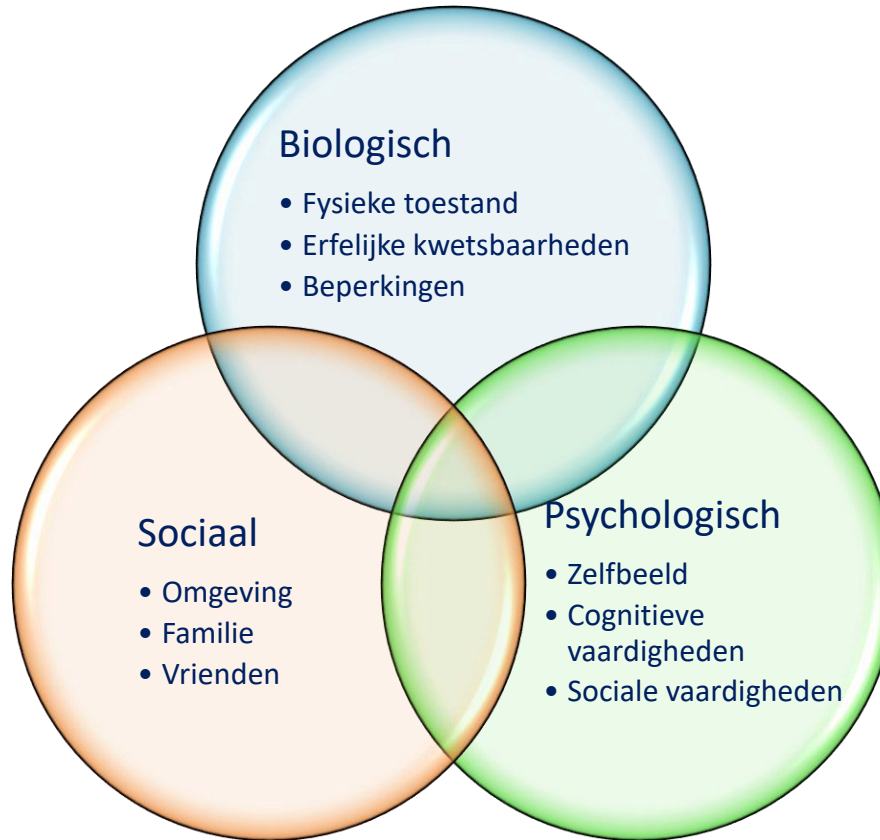 Biologisch
• Fysieke toestand
• Erfelijke kwetsbaarheden
• Beperkingen
Sociaal
• Omgeving
• Familie
• Vrienden
Psychologisch
• Zelfbeeld
• Cognitieve
vaardigheden
• Sociale vaardigheden